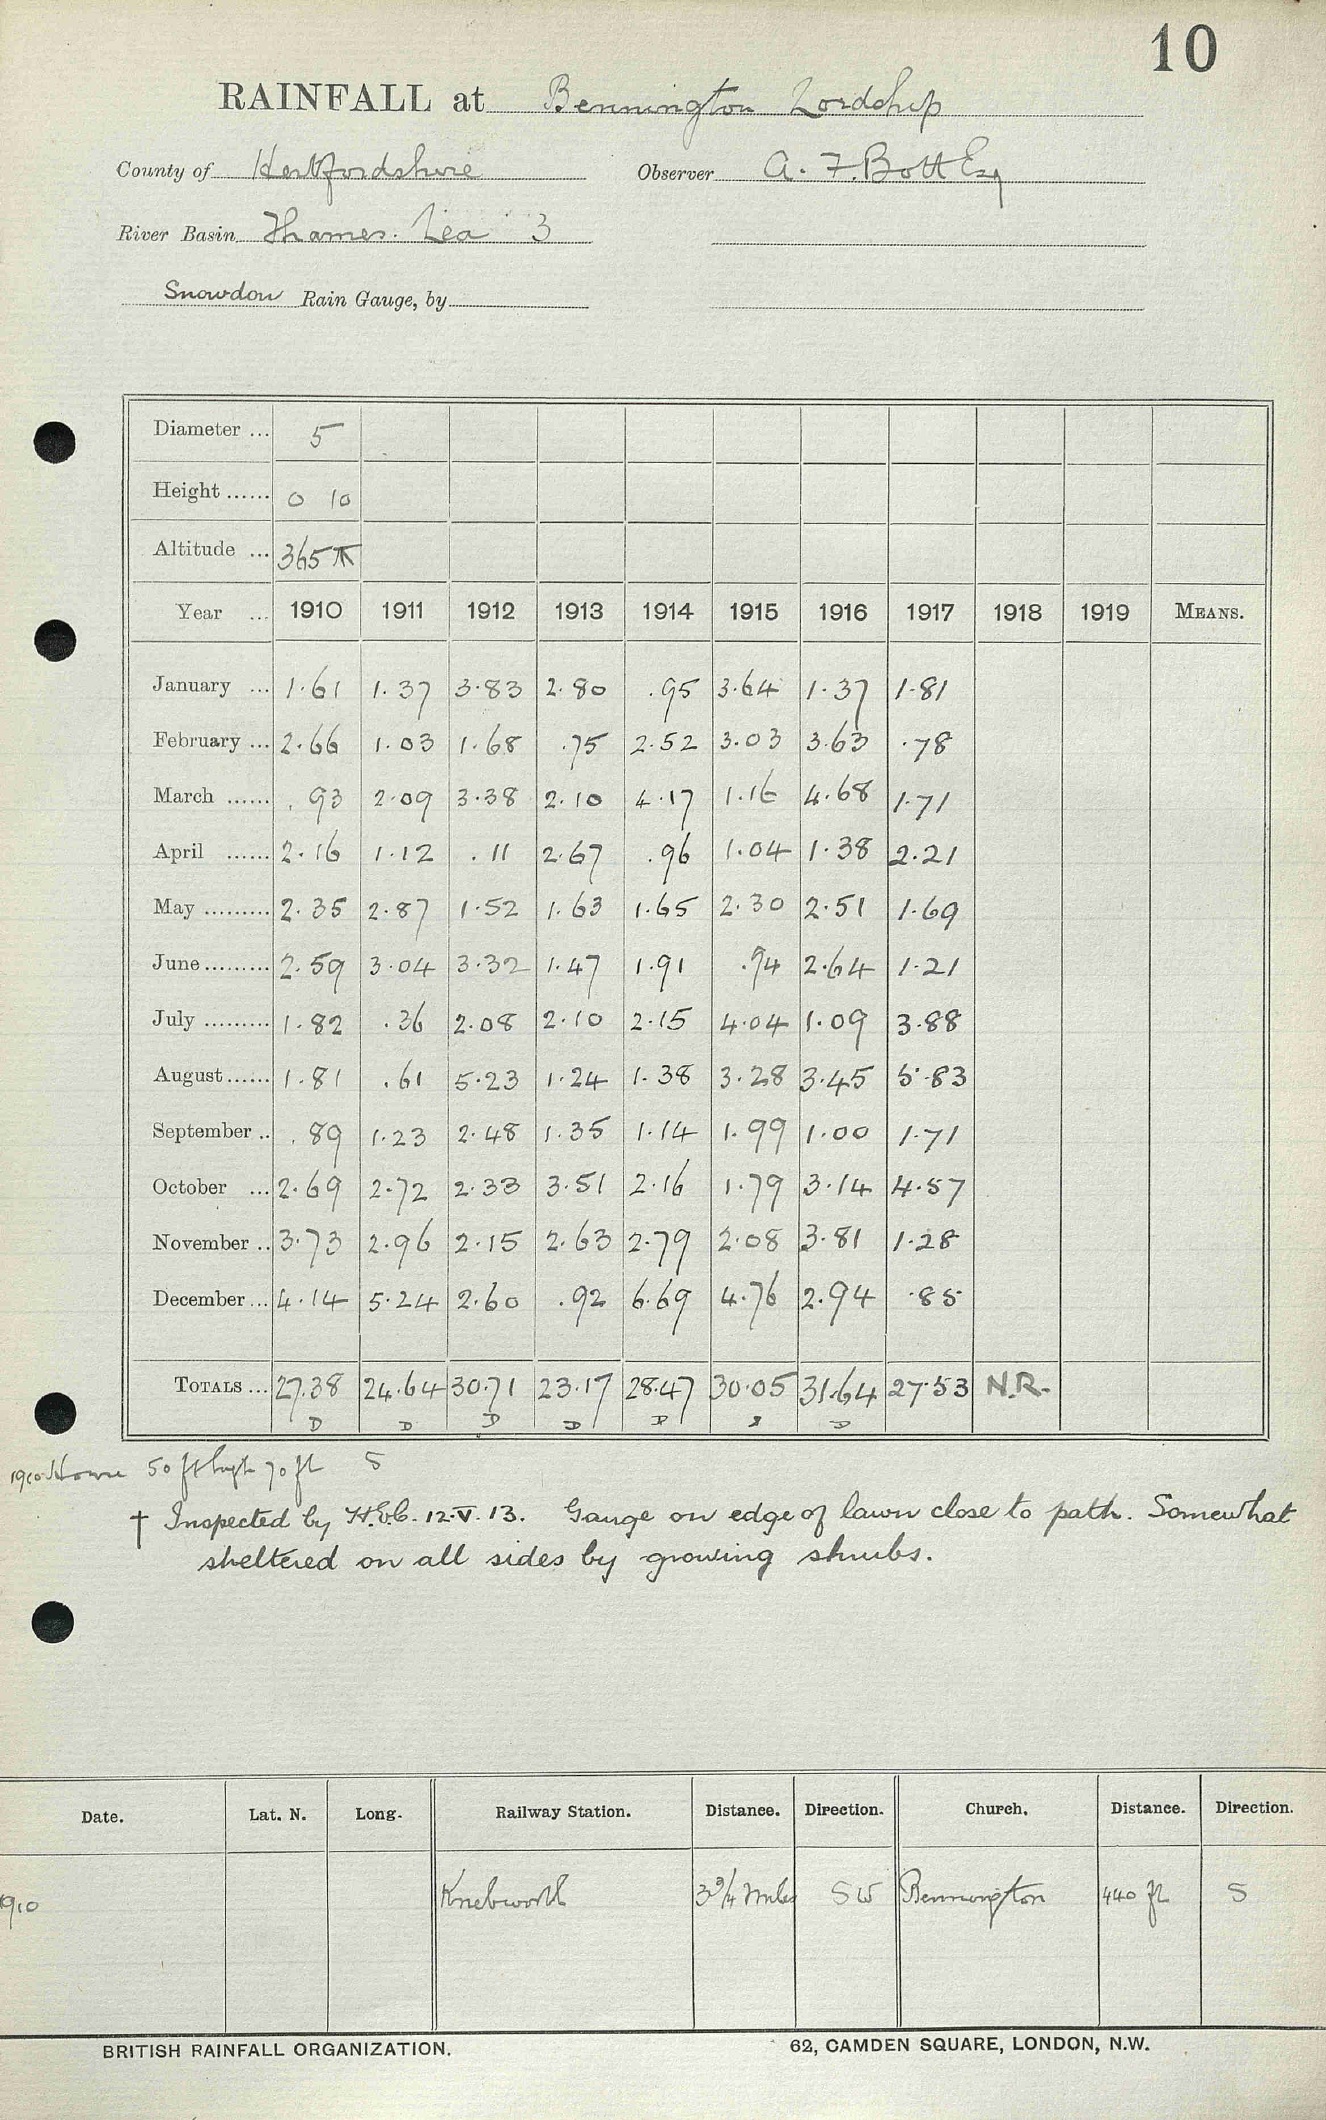 10
RAINFALL at Bennington Lordship
County of Hertfordshire Observer A. F. Bott Esq
River Basin Thames. Lea 3
Snowdon Rain Gauge, by
Diameter ... 5
Height ...... 0 10
Altitude ... 365
Year ... 1910 1911 1912 1913 1914 1915 1916 1917 1918 1919 MEANS.
January ... 1.61 1.37 3.83 2.80 .95 3.64 1.37 1.81
February ... 2.66 1.03 1.68 .75 2.52 3.03 3.63 .78
March ...... .93 2.09 3.38 2.10 4.17 1.16 4.68 1.71
April ...... 2.16 1.12 .11 2.67 .96 1.04 1.38 2.21
May ......... 2.35 2.87 1.52 1.63 1.65 2.30 2.51 1.69
June ......... 2.59 3.04 3.32 1.47 1.91 .94 2.64 1.21
July ......... 1.82 .36 2.08 2.10 2.15 4.04 1.09 3.88
August ...... 1.81 .61 5.23 1.24 1.38 3.28 3.45 5.83
September .. .89 1.23 2.48 1.35 1.14 1.99 1.00 1.71
October ... 2.69 2.72 2.33 3.51 2.16 1.79 3.14 4.57
November .. 3.73 2.96 2.15 2.63 2.79 2.08 3.81 1.28
December ... 4.14 5.24 2.60 .92 6.69 4.76 2.94 .85
TOTALS ... 27.38 24.64 30.71 23.17 28.47 30.05 31.64 27.53 N.R.
D D D D D D
1910 House 50 ft high 70 ft S
† Inspected by 12.V.13. Gauge on edge of lawn close to path. Somewhat
sheltered on all sides by growing shrubs.
Date. Lat. N. Long. Railway Station. Distance. Direction. Church. Distance. Direction.
1910 Knebworth 3 3/4 miles SW Bennington 440 ft S
BRITISH RAINFALL ORGANIZATION. 62, CAMDEN SQUARE, LONDON, N.W.